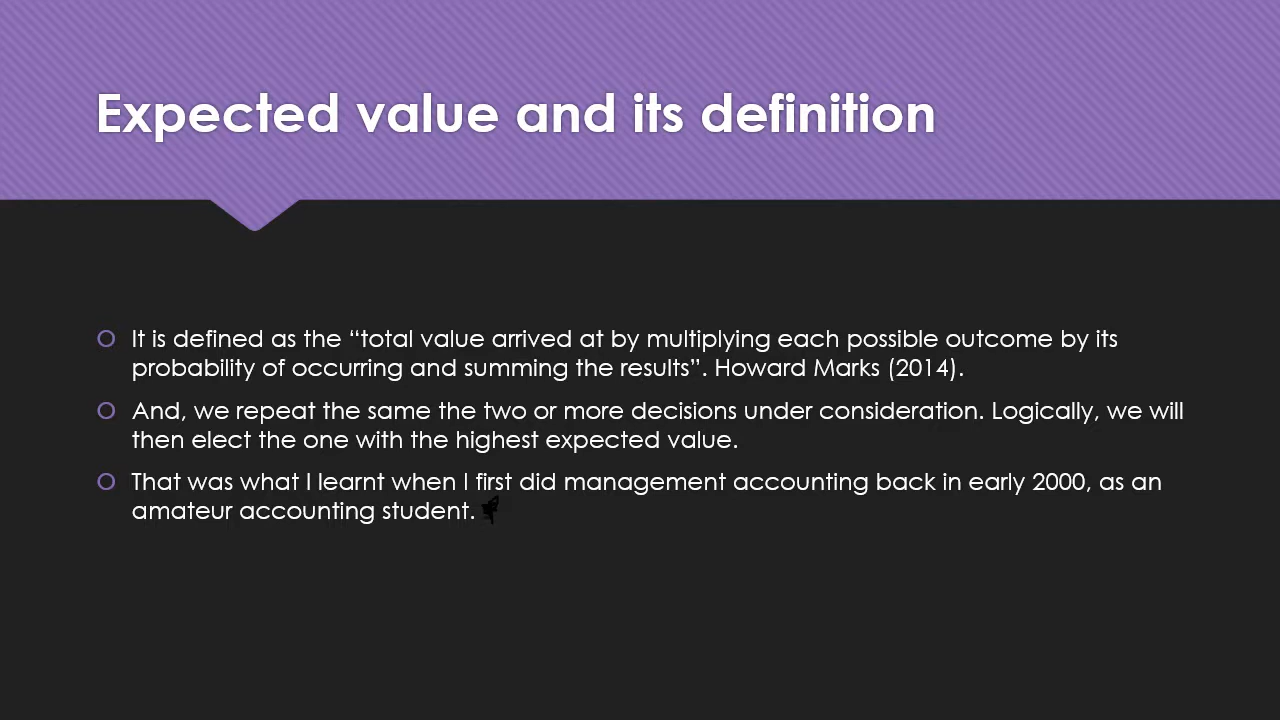 Expected value and its definition
It is defined as the “total value arrived at by multiplying each possible outcome by its
probability of occurring and summing the results”. Howard Marks (2014).
And, we repeat the same the two or more decisions under consideration. Logically, we will
then elect the one with the highest expected value.
That was what I learnt when I first did management accounting back in early 2000, as an
amateur accounting student.